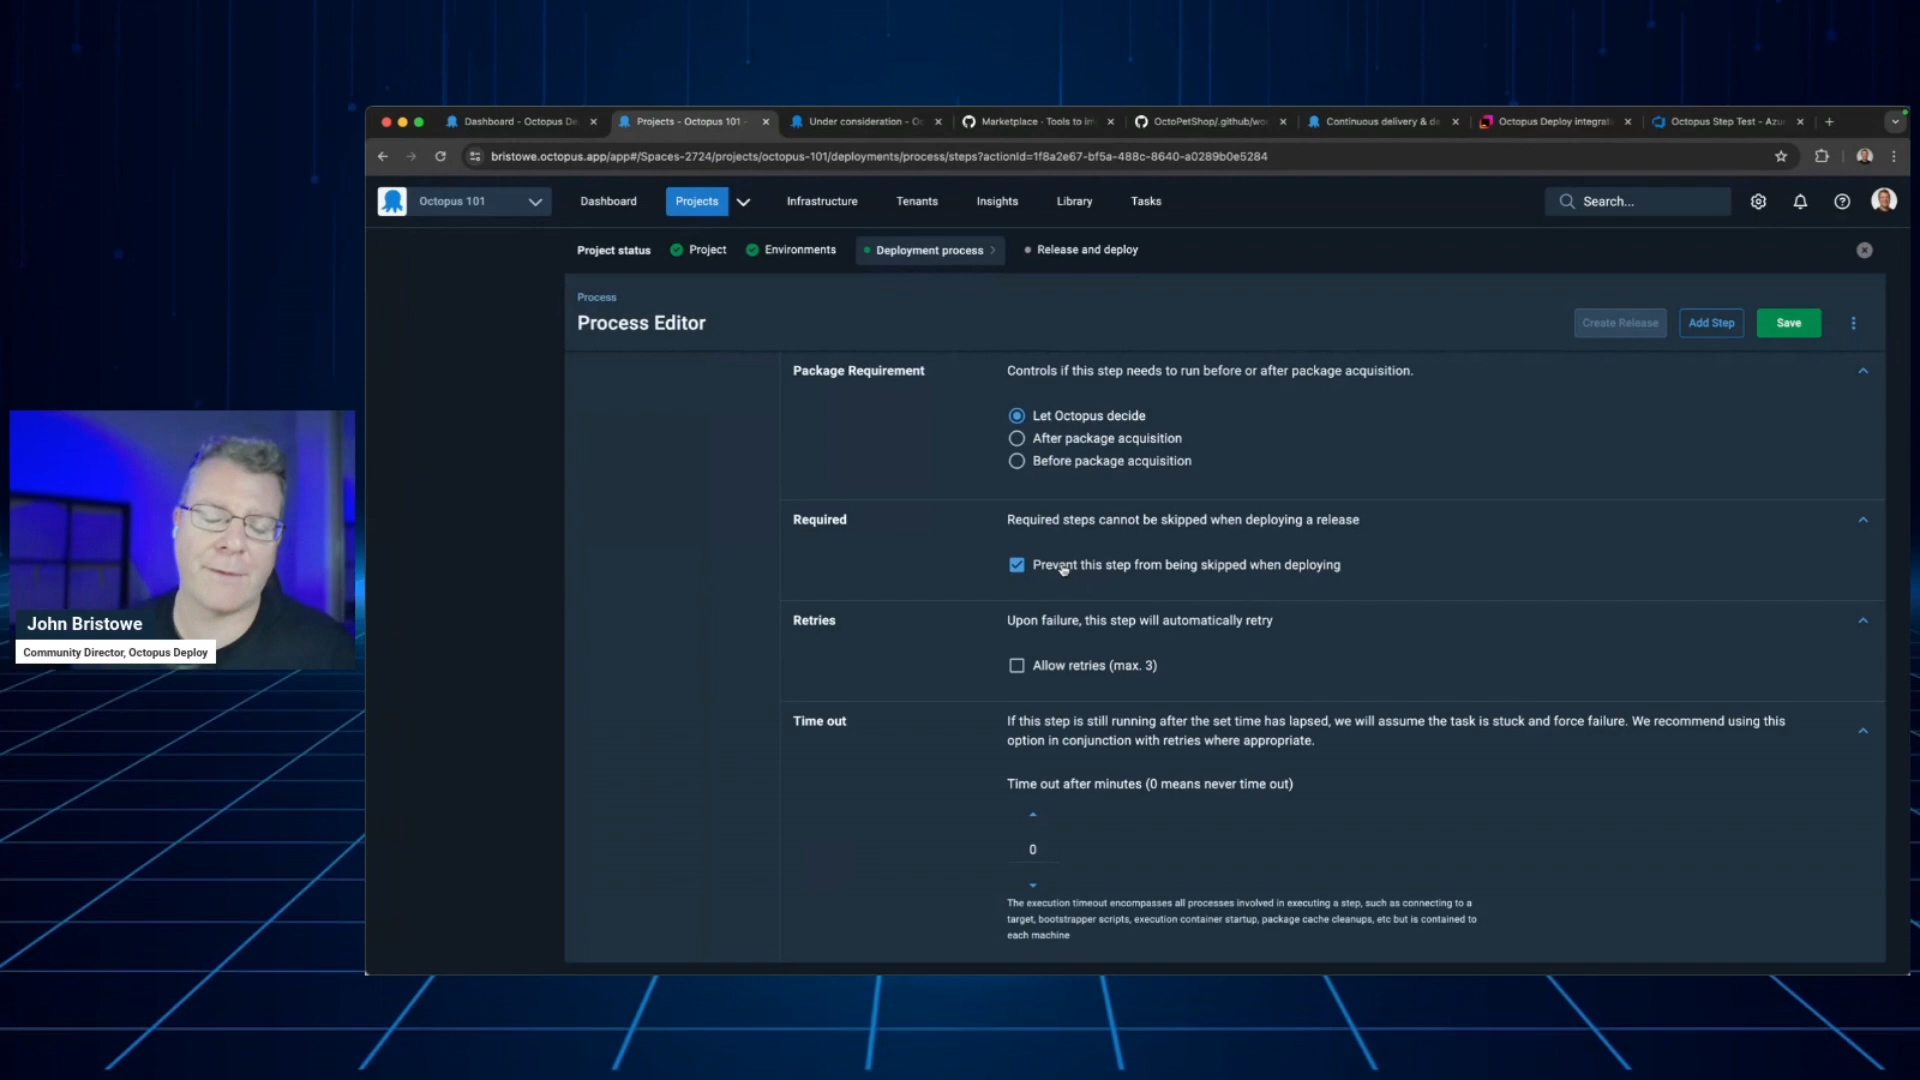 Dashboard - Octopus De
Projects - Octopus 101 -
Under consideration - Oc
Marketplace - Tools to im
OctoPetShop/.github/wo
Continuous delivery & de
Octopus Deploy integrati
Octopus Step Test - Azu
bristowe.octopus.app/app#/Spaces-2724/projects/octopus-101/deployments/process/steps?actionId=1f8a2e67-bf5a-488c-8640-a0289b0e5284
Octopus 101
Dashboard
Projects
Infrastructure
Tenants
Insights
Library
Tasks
Search...
Project status
Project
Environments
Deployment process
Release and deploy
Process
Process Editor
Create Release
Add Step
Save
Package Requirement
Controls if this step needs to run before or after package acquisition.
Let Octopus decide
After package acquisition
Before package acquisition
Required
Required steps cannot be skipped when deploying a release
Prevent this step from being skipped when deploying
Retries
Upon failure, this step will automatically retry
Allow retries (max. 3)
Time out
If this step is still running after the set time has lapsed, we will assume the task is stuck and force failure. We recommend using this
option in conjunction with retries where appropriate.
Time out after minutes (0 means never time out)
0
The execution timeout encompasses all processes involved in executing a step, such as connecting to a
target, bootstrapper scripts, execution container startup, package cache cleanups, etc but is contained to
each machine
John Bristowe
Community Director, Octopus Deploy